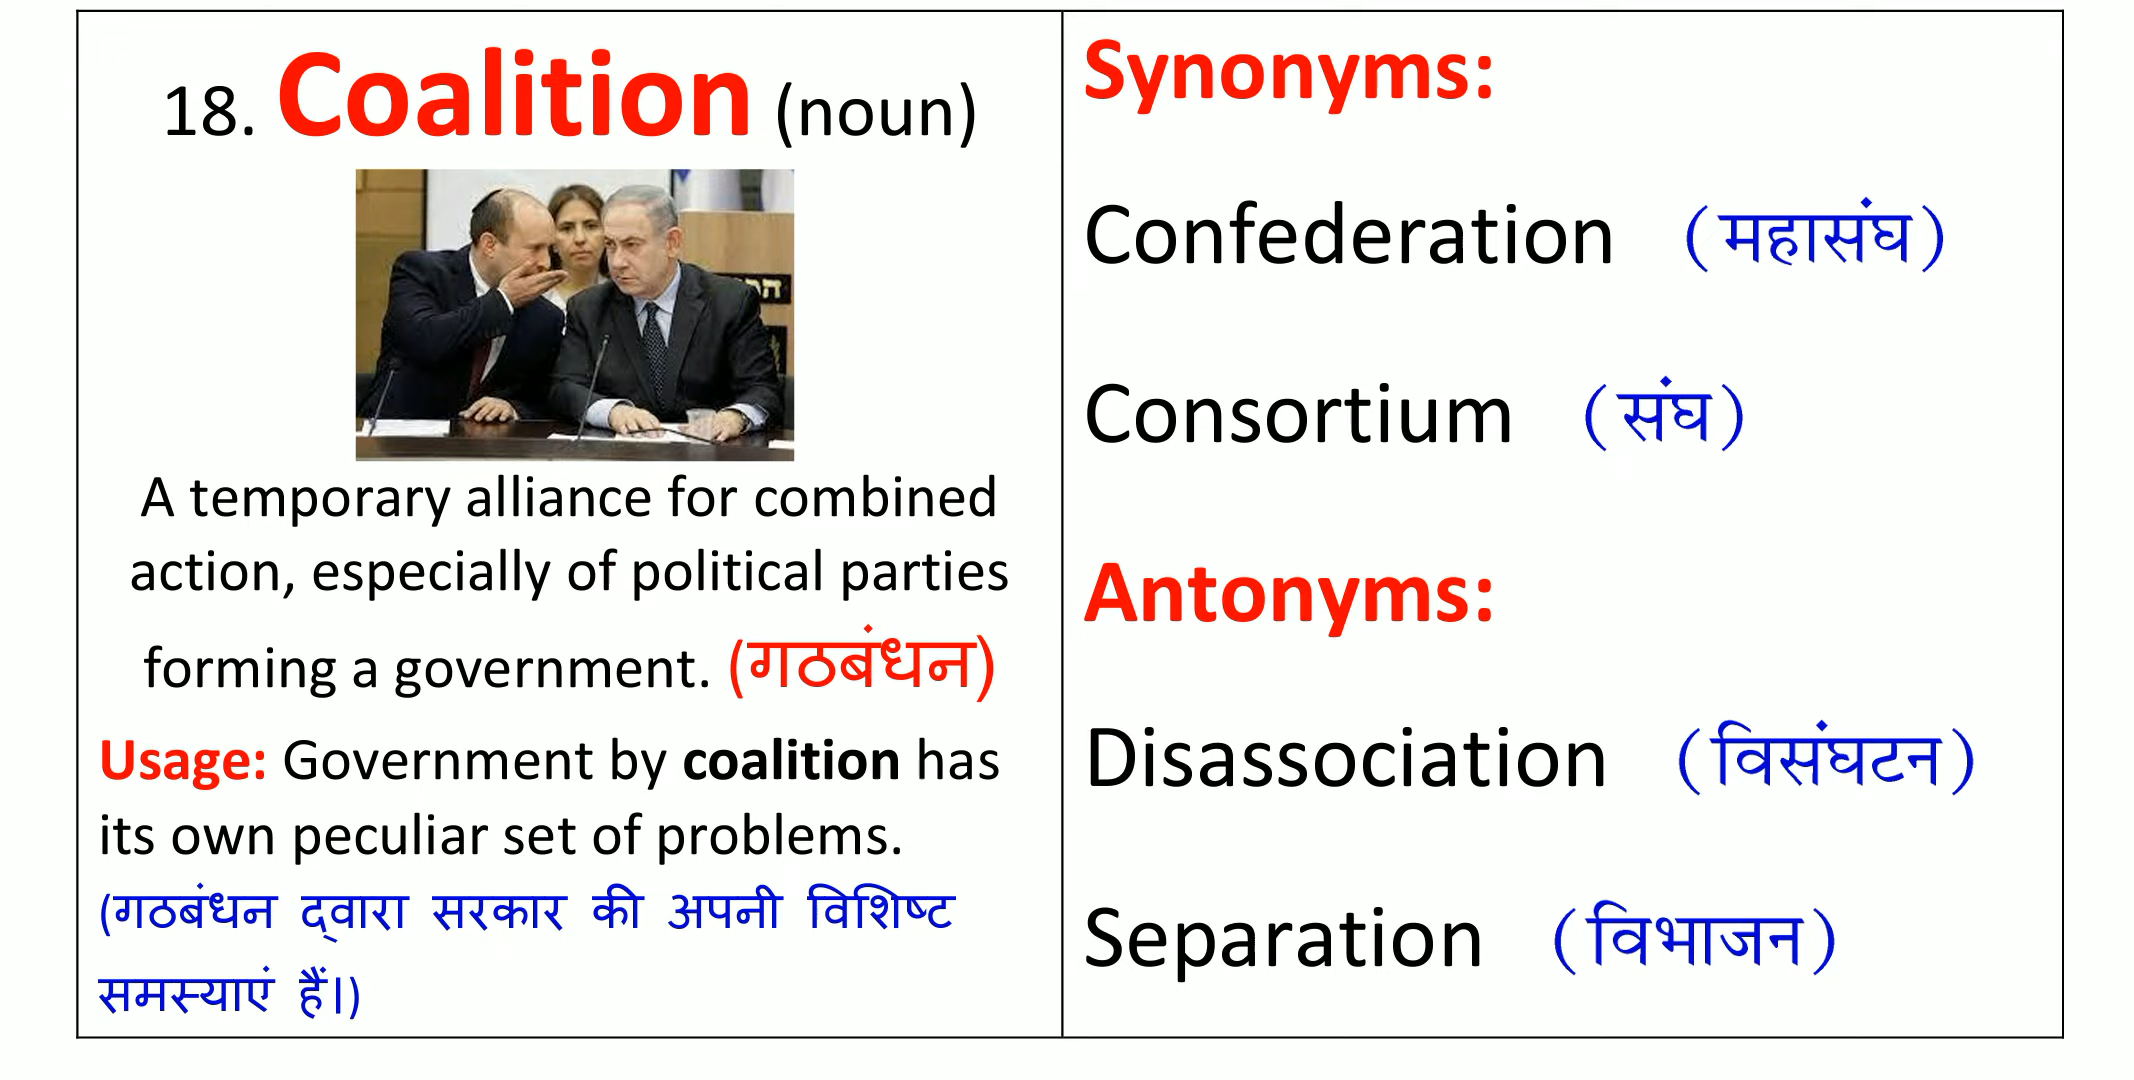 18. Coalition (noun)
A temporary alliance for combined
action, especially of political parties
forming a government. (गठबंधन)
Usage: Government by coalition has
its own peculiar set of problems.
(गठबंधन द्वारा सरकार की अपनी विशिष्ट
समस्याएं हैं।)
Synonyms:
Confederation (महासंघ)
Consortium (संघ)
Antonyms:
Disassociation (विसंघटन)
Separation (विभाजन)